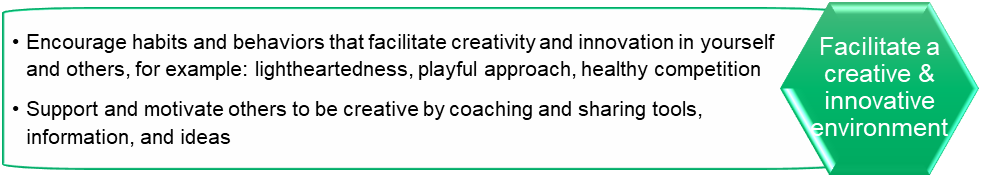 • Encourage habits and behaviors that facilitate creativity and innovation in yourself
and others, for example: lightheartedness, playful approach, healthy competition
• Support and motivate others to be creative by coaching and sharing tools,
information, and ideas
Facilitate a
creative &
innovative
environment